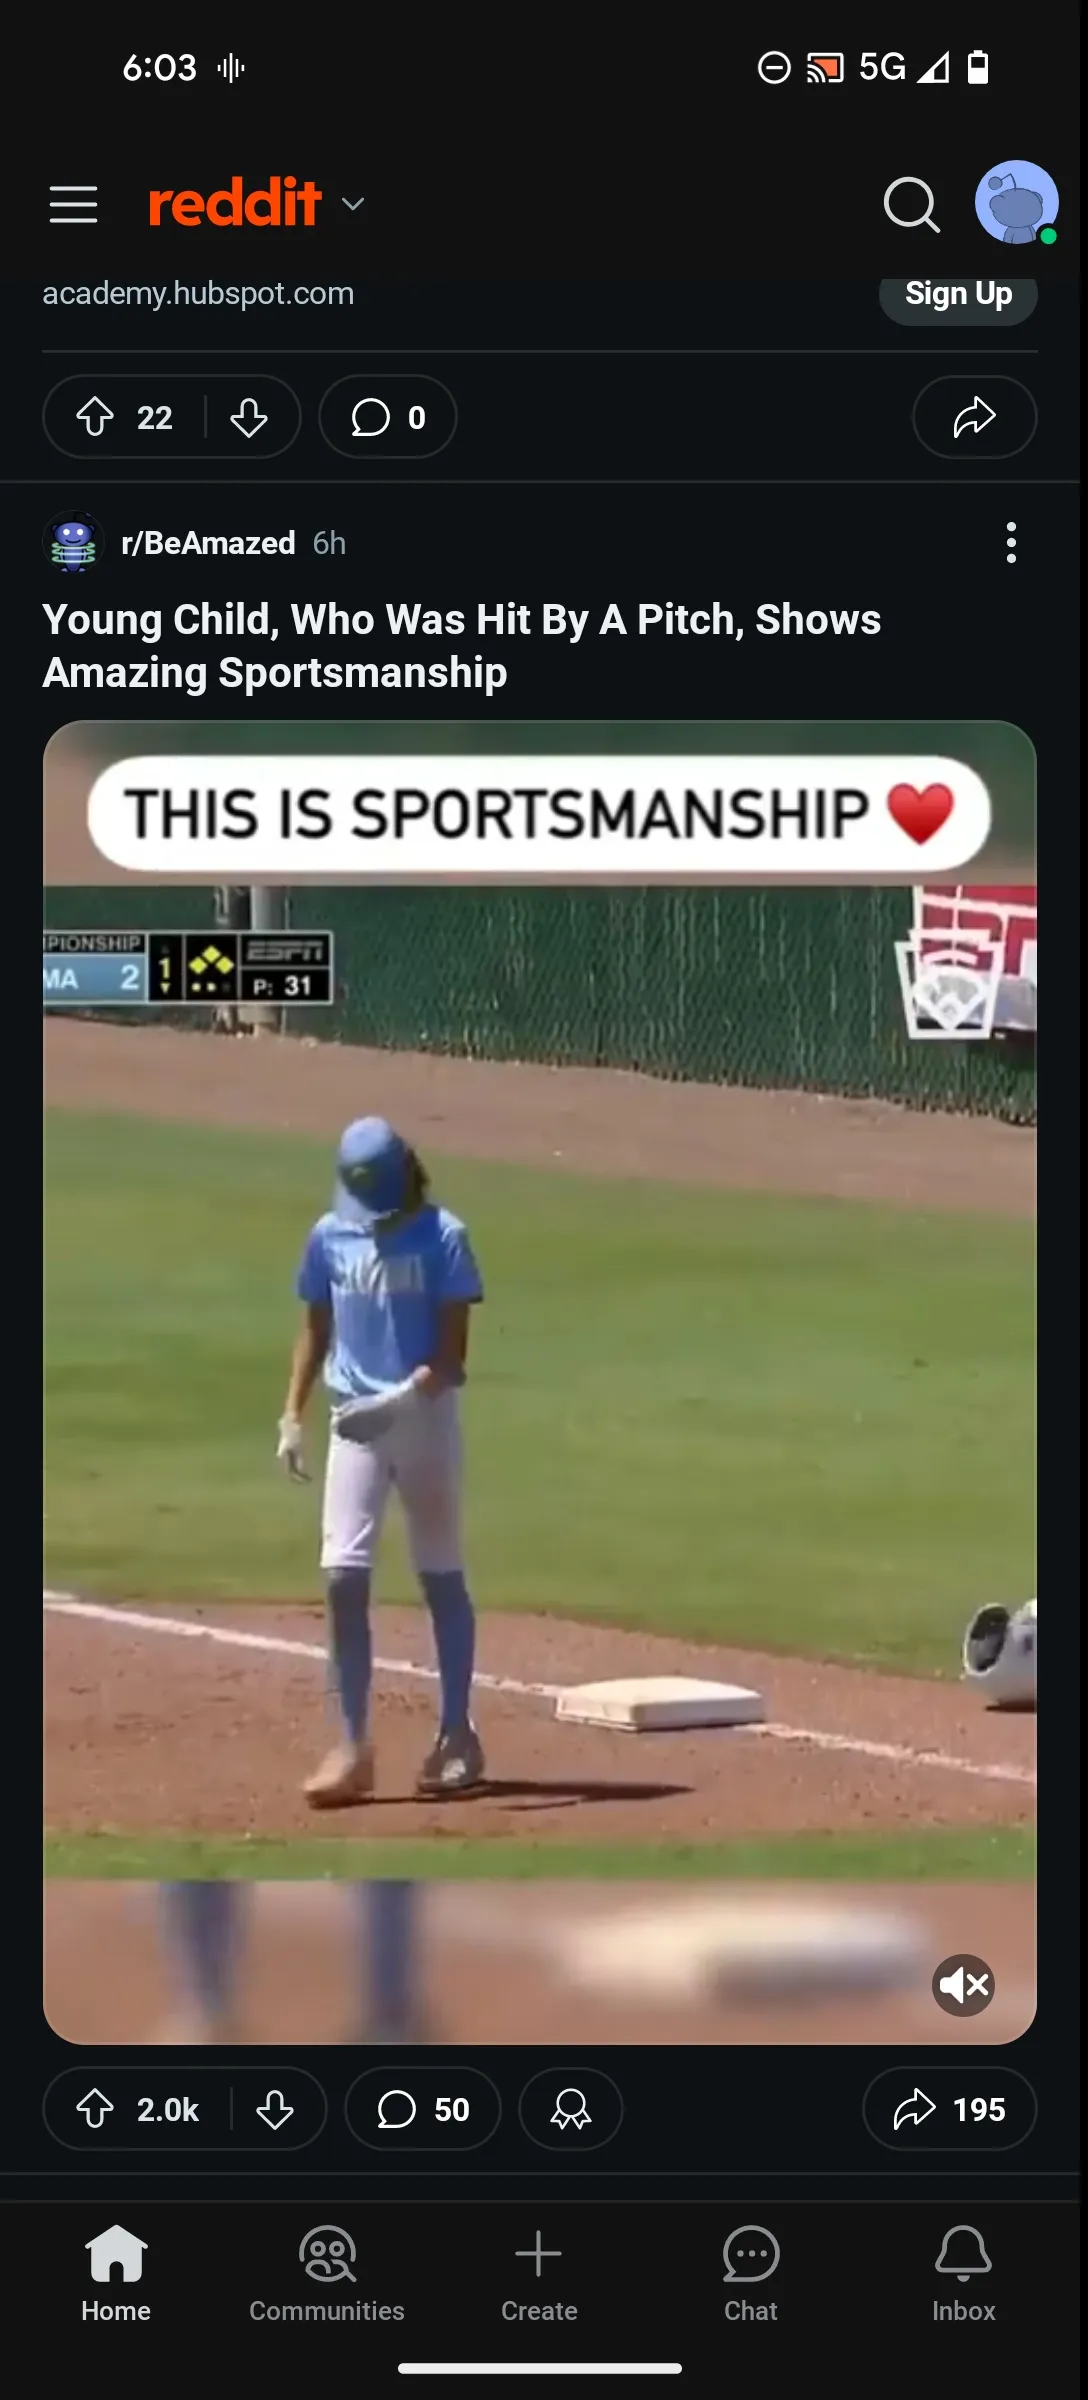 6:03
5G
reddit
academy.hubspot.com
Sign Up
22
0
r/BeAmazed 6h
Young Child, Who Was Hit By A Pitch, Shows
Amazing Sportsmanship
THIS IS SPORTSMANSHIP
PIONSHIP
MA 2
1
ESPN
P: 31
2.0k
50
195
Home
Communities
Create
Chat
Inbox